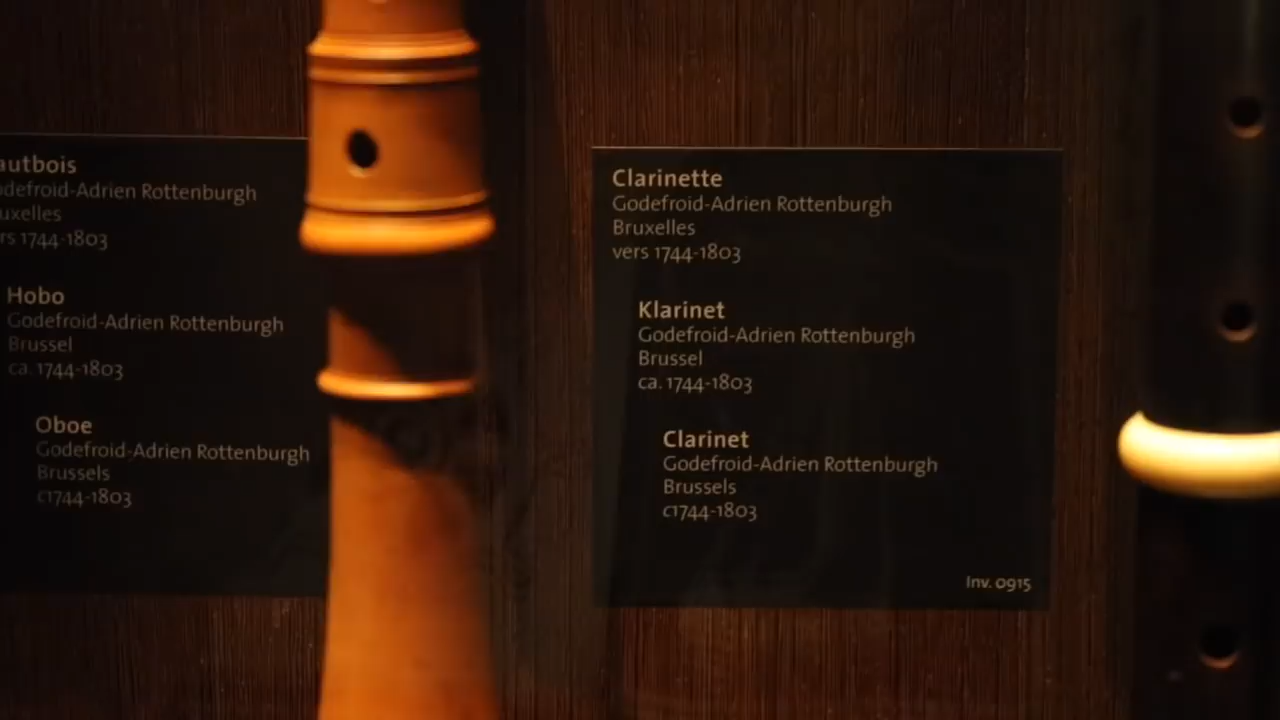 autbois
defroid-Adrien Rottenburgh
uxelles
rs 1744-1803
Hobo
Godefroid-Adrien Rottenburgh
Brussel
ca. 1744-1803
Oboe
Godefroid-Adrien Rottenburgh
Brussels
c1744-1803
Clarinette
Godefroid-Adrien Rottenburgh
Bruxelles
vers 1744-1803
Klarinet
Godefroid-Adrien Rottenburgh
Brussel
ca. 1744-1803
Clarinet
Godefroid-Adrien Rottenburgh
Brussels
c1744-1803
Inv. 0915